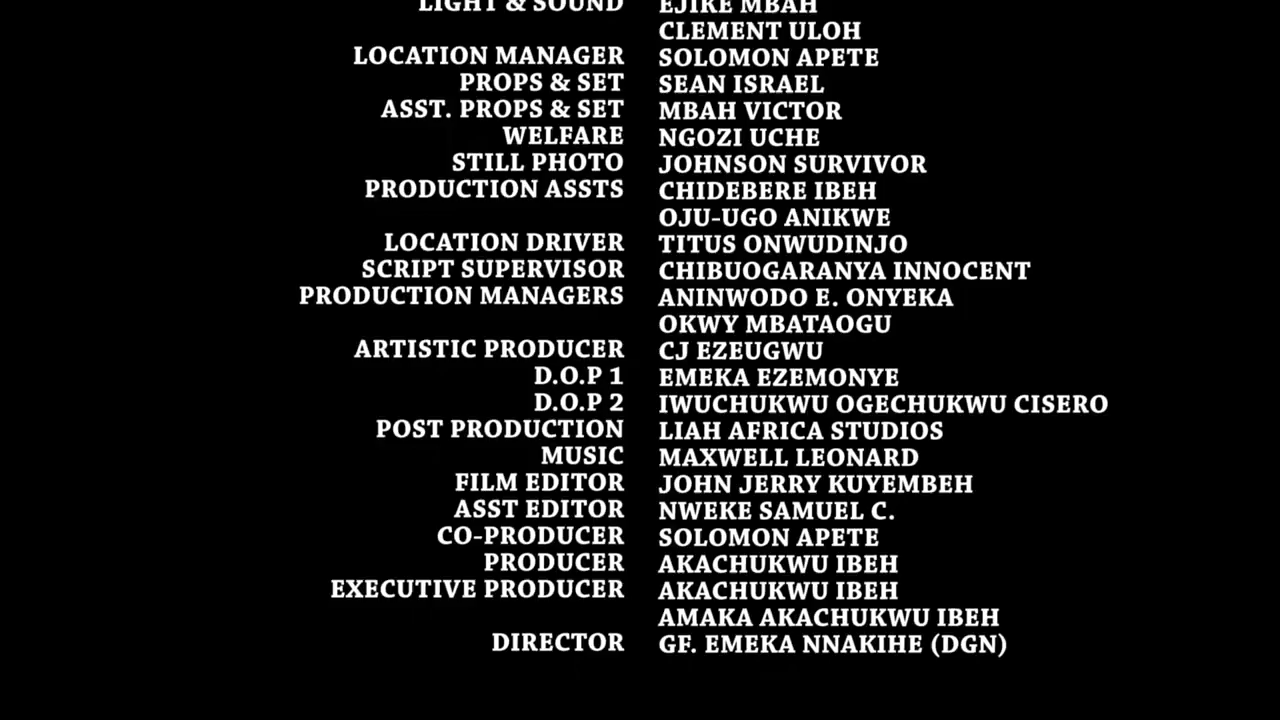 LIGHT & SOUND EJIKE MBAH
CLEMENT ULOH
LOCATION MANAGER SOLOMON APETE
PROPS & SET SEAN ISRAEL
ASST. PROPS & SET MBAH VICTOR
WELFARE NGOZI UCHE
STILL PHOTO JOHNSON SURVIVOR
PRODUCTION ASSTS CHIDEBERE IBEH
OJU-UGO ANIKWE
LOCATION DRIVER TITUS ONWUDINJO
SCRIPT SUPERVISOR CHIBUOGARANYA INNOCENT
PRODUCTION MANAGERS ANINWODO E. ONYEKA
OKWY MBATAOGU
ARTISTIC PRODUCER CJ EZEUGWU
D.O.P 1 EMEKA EZEMONYE
D.O.P 2 IWUCHUKWU OGECHUKWU CISERO
POST PRODUCTION LIAH AFRICA STUDIOS
MUSIC MAXWELL LEONARD
FILM EDITOR JOHN JERRY KUYEMBEH
ASST EDITOR NWEKE SAMUEL C.
CO-PRODUCER SOLOMON APETE
PRODUCER AKACHUKWU IBEH
EXECUTIVE PRODUCER AKACHUKWU IBEH
AMAKA AKACHUKWU IBEH
DIRECTOR GF. EMEKA NNAKIHE (DGN)